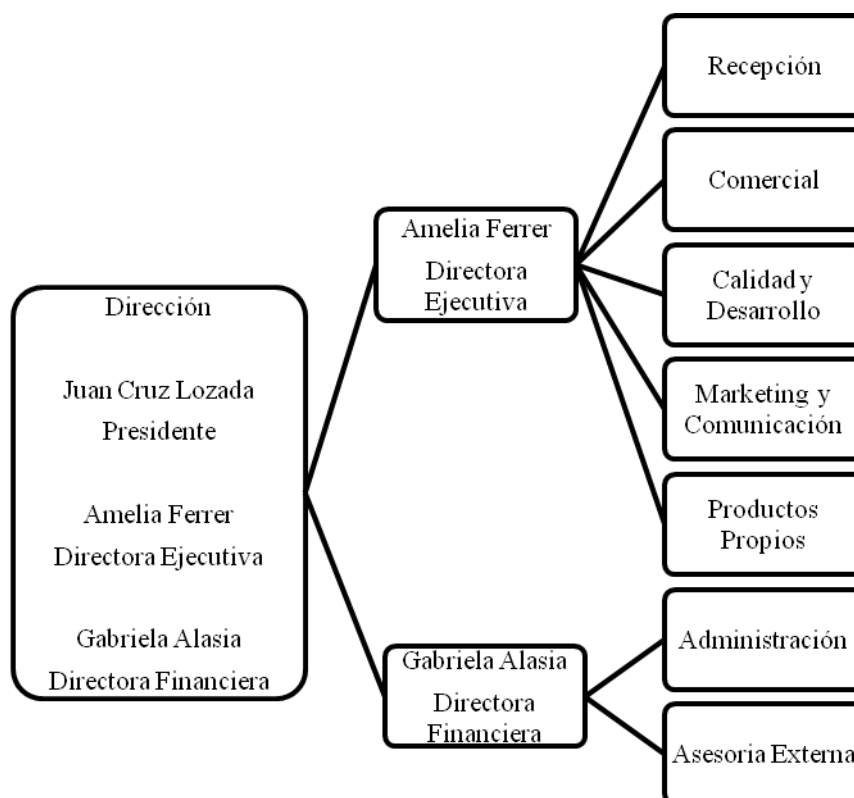 Dirección
Juan Cruz Lozada
Presidente
Amelia Ferrer
Directora Ejecutiva
Gabriela Alasia
Directora Financiera
Amelia Ferrer
Directora
Ejecutiva
Gabriela Alasia
Directora
Financiera
Recepción
Comercial
Calidad y
Desarrollo
Marketing y
Comunicación
Productos
Propios
Administración
Asesoria Externa